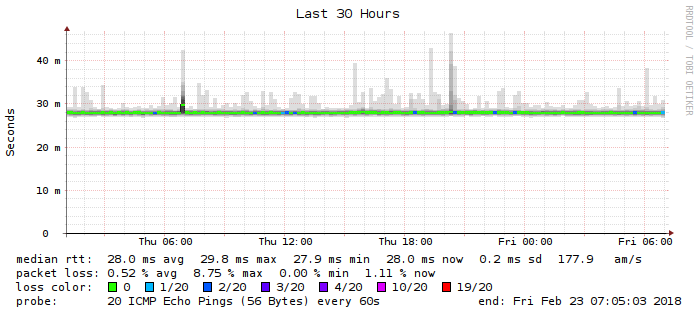 Last 30 Hours
RRDTOOL / TOBI OETIKER
Seconds
40 m
30 m
20 m
10 m
0
Thu 06:00 Thu 12:00 Thu 18:00 Fri 00:00 Fri 06:00
median rtt: 28.0 ms avg 29.8 ms max 27.9 ms min 28.0 ms now 0.2 ms sd 177.9 am/s
packet loss: 0.52 % avg 8.75 % max 0.00 % min 1.11 % now
loss color: 0 1/20 2/20 3/20 4/20 10/20 19/20
probe: 20 ICMP Echo Pings (56 Bytes) every 60s end: Fri Feb 23 07:05:03 2018